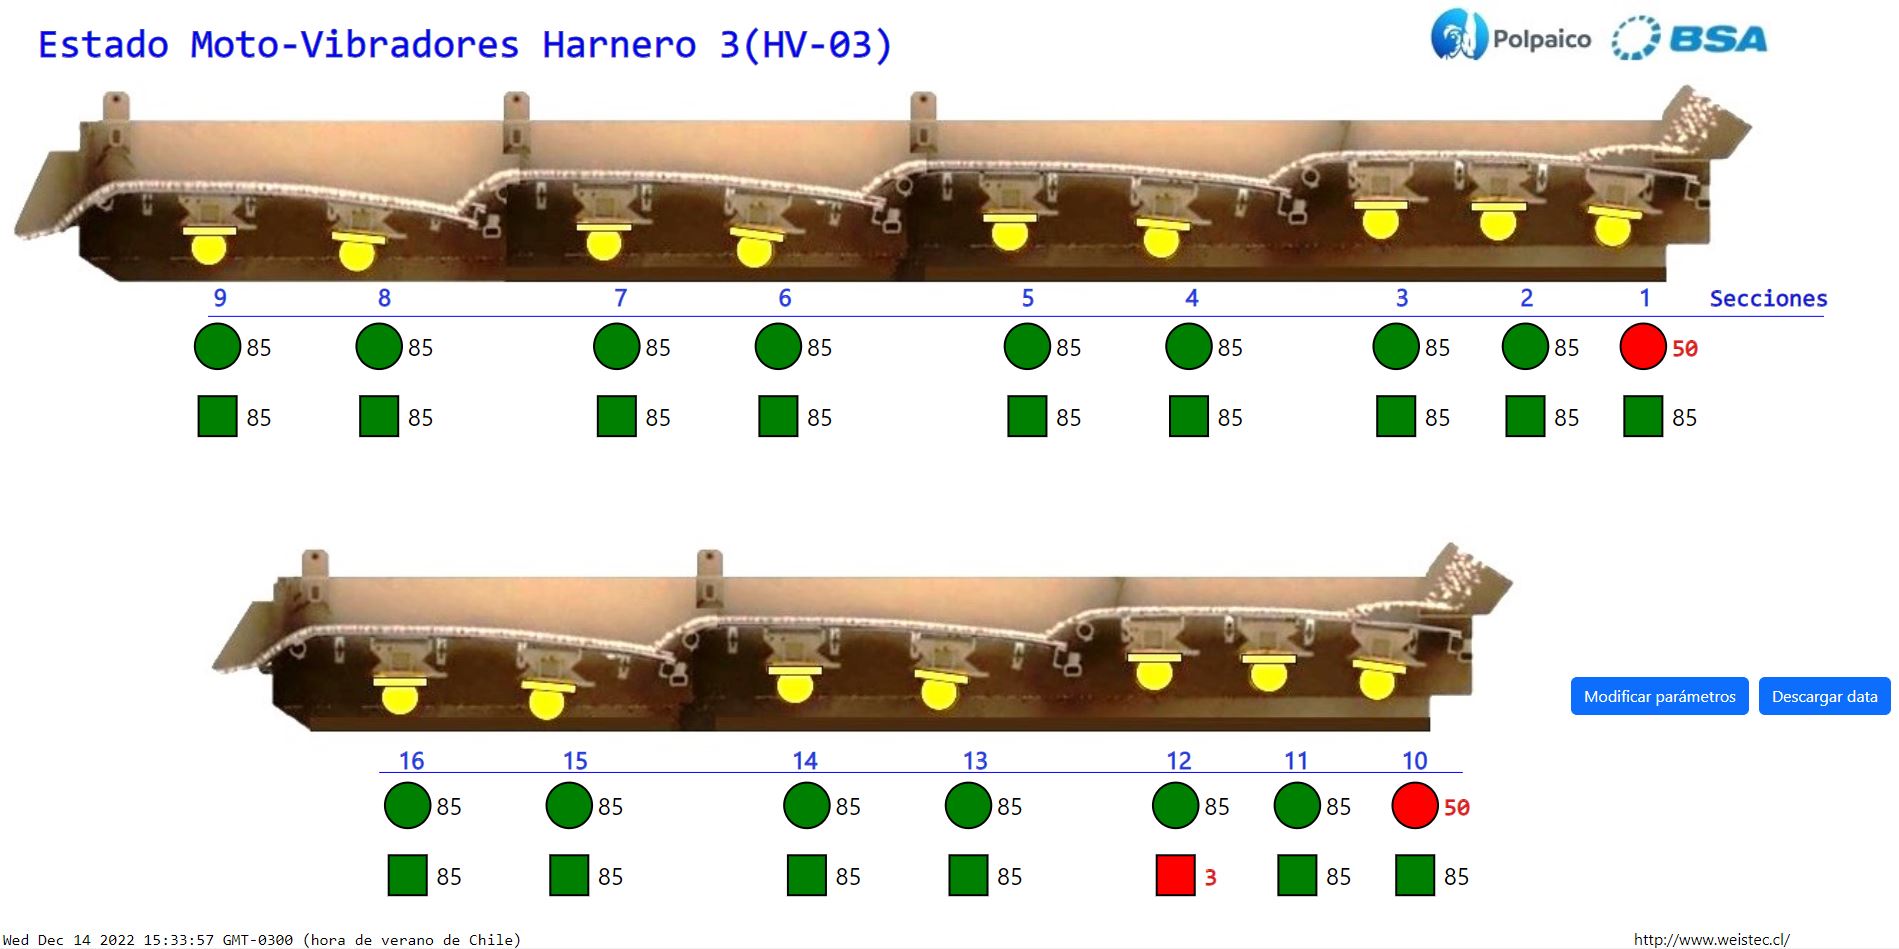 Estado Moto-Vibradores Harnero 3(HV-03)
Polpaico BSA
9 8 7 6 5 4 3 2 1 Secciones
85 85 85 85 85 85 85 85 50
85 85 85 85 85 85 85 85 85
Modificar parámetros Descargar data
16 15 14 13 12 11 10
85 85 85 85 85 85 50
85 85 85 85 3 85 85
Wed Dec 14 2022 15:33:57 GMT-0300 (hora de verano de Chile)
http://www.weistec.cl/